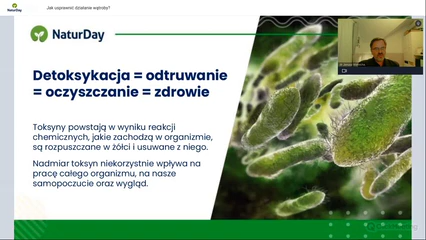 NaturDay
Jak usprawnić działanie wątroby?
NaturDay
Detoksykacja = odtruwanie
= oczyszczanie = zdrowie
Toksyny powstają w wyniku reakcji
chemicznych, jakie zachodzą w organizmie,
są rozpuszczane w żółci i usuwane z niego.
Nadmiar toksyn niekorzystnie wpływa na
pracę całego organizmu, na nasze
samopoczucie oraz wygląd.